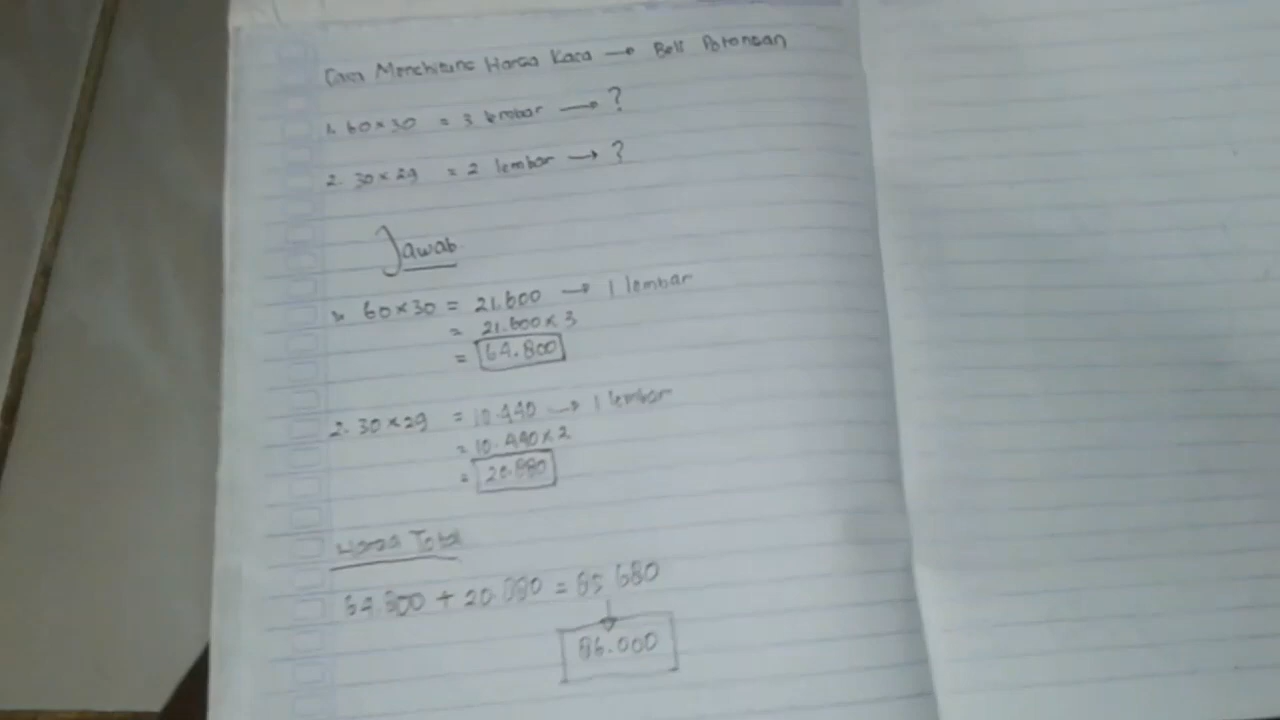 Cara Menghitung Harga Kaca → Beli Potongan
1. 60 x 30 = 3 lembar → ?
2. 30 x 29 = 2 lembar → ?
Jawab
1. 60 x 30 = 21.600 → 1 lembar
= 21.600 x 3
= 64.800
2. 30 x 29 = 10.440 → 1 lembar
= 10.440 x 2
= 20.880
Harga Total
64.800 + 20.880 = 85.680
↓
86.000